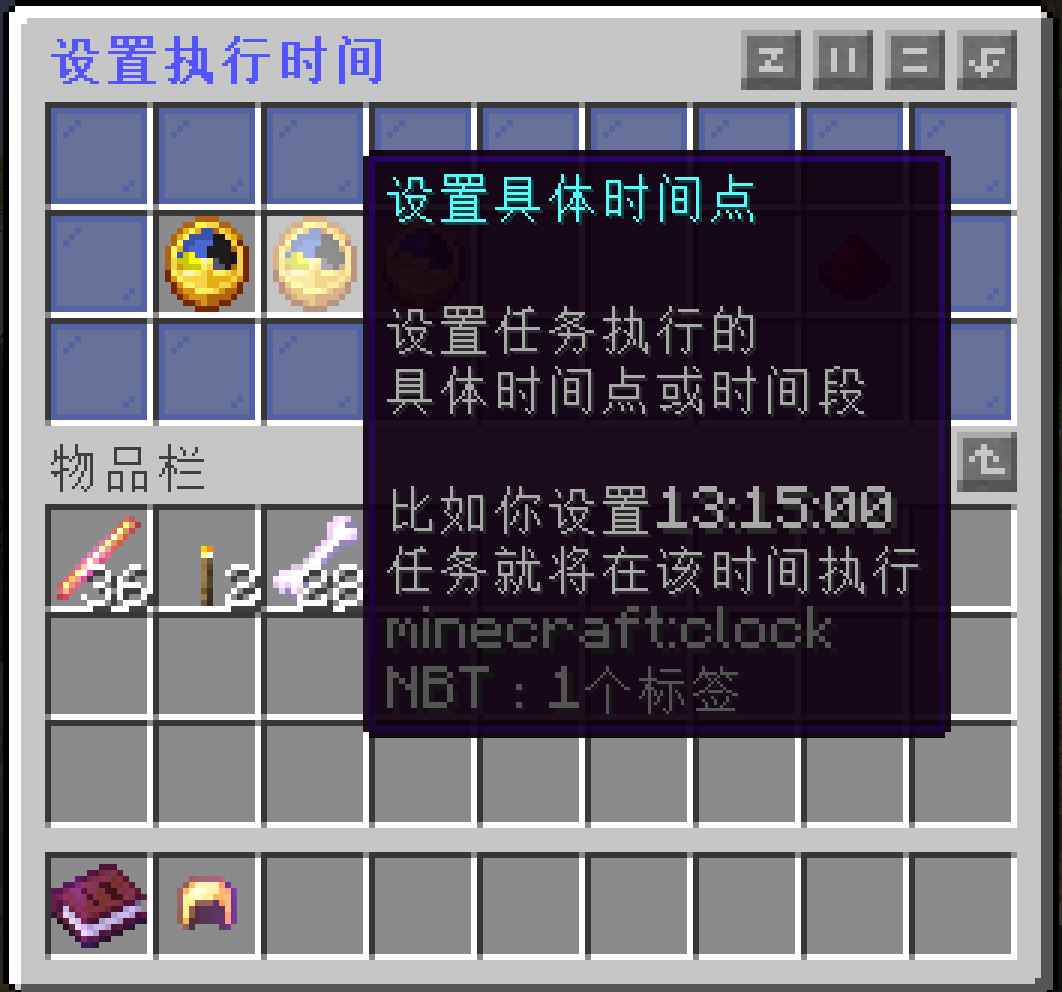 设置执行时间
设置具体时间点
设置任务执行的
具体时间点或时间段
比如你设置13:15:00
任务就将在该时间执行
minecraft:clock
NBT：1个标签
物品栏
36
2